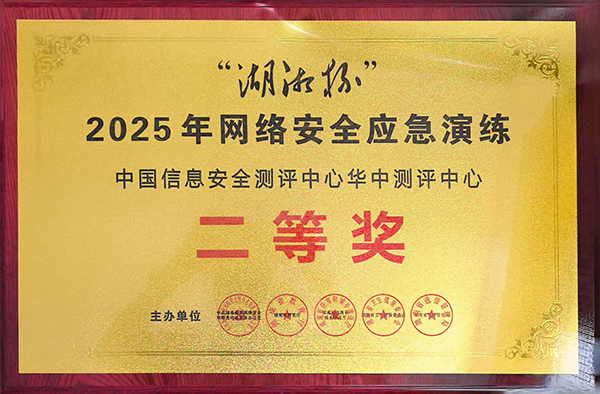 “湖湘杯”
2025年网络安全应急演练
中国信息安全测评中心华中测评中心
二等奖
主办单位